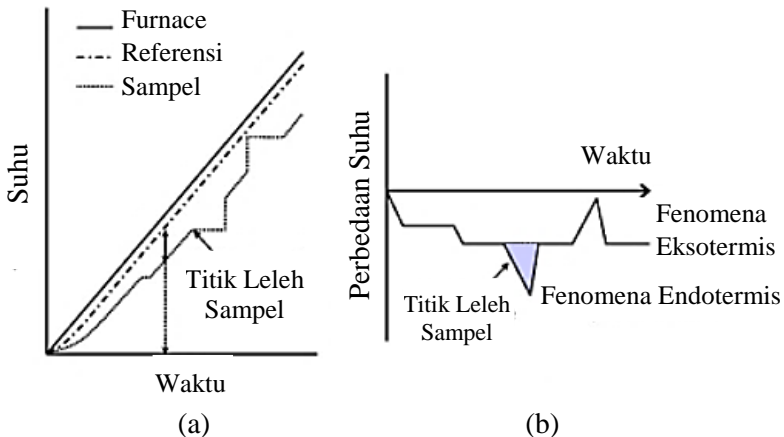 Furnace
Referensi
Sampel
Suhu
Titik Leleh
Sampel
Waktu
(a)
Perbedaan Suhu
Waktu
Fenomena
Eksotermis
Titik Leleh
Sampel
Fenomena Endotermis
(b)